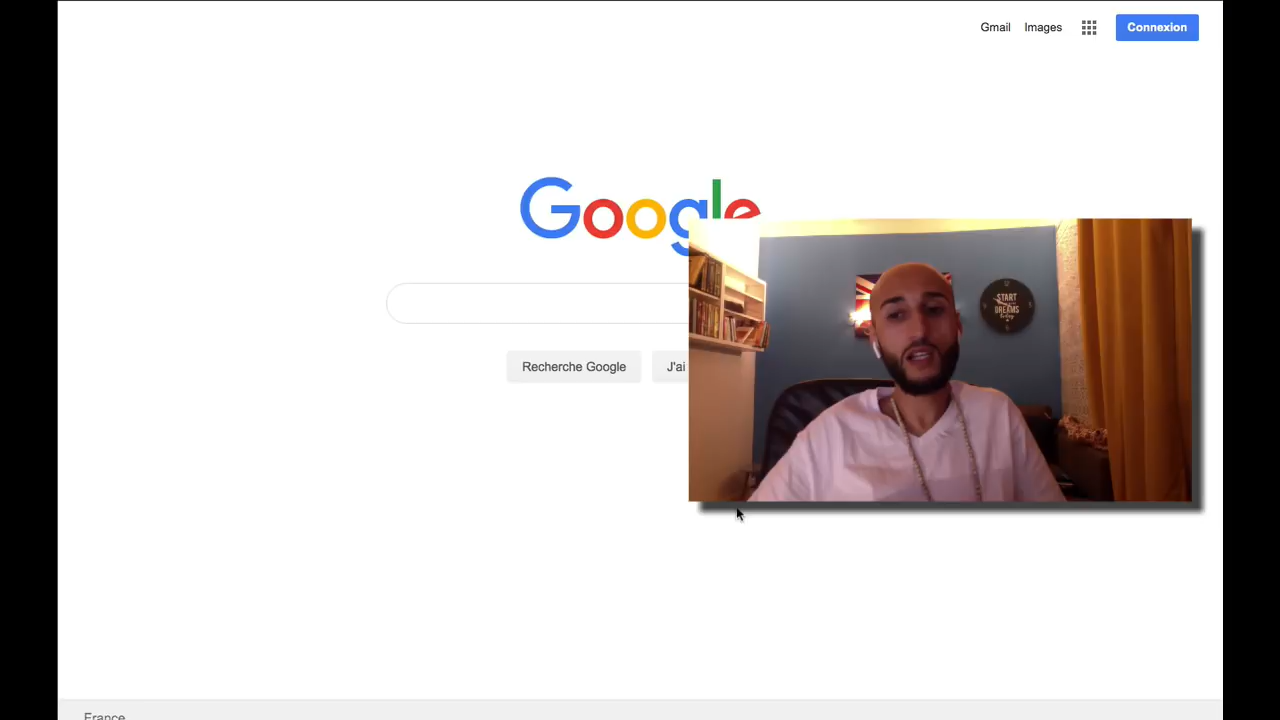 Gmail Images Connexion
Google
Recherche Google J'ai
START
DREAMS
France